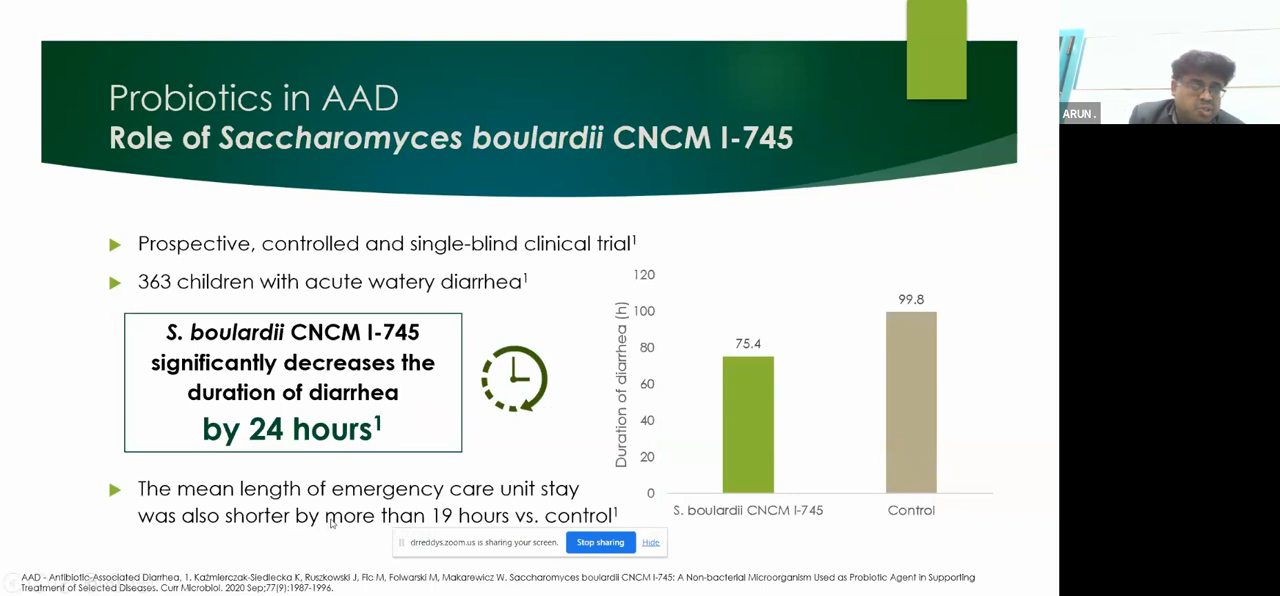 Probiotics in AAD
Role of Saccharomyces boulardii CNCM I-745
ARUN .
Prospective, controlled and single-blind clinical trial¹
363 children with acute watery diarrhea¹
S. boulardii CNCM I-745
significantly decreases the
duration of diarrhea
by 24 hours¹
The mean length of emergency care unit stay
was also shorter by more than 19 hours vs. control¹
Duration of diarrhea (h)
120
100
80
60
40
20
0
75.4
99.8
S. boulardii CNCM I-745
Control
drreddys.zoom.us is sharing your screen.
Stop sharing
Hide
AAD - Antibiotic-Associated Diarrhea, 1. Kaźmierczak-Siedlecka K, Ruszkowski J, Fic M, Folwarski M, Makarewicz W. Saccharomyces boulardii CNCM I-745: A Non-bacterial Microorganism Used as Probiotic Agent in Supporting
Treatment of Selected Diseases. Curr Microbiol. 2020 Sep;77(9):1987-1996.